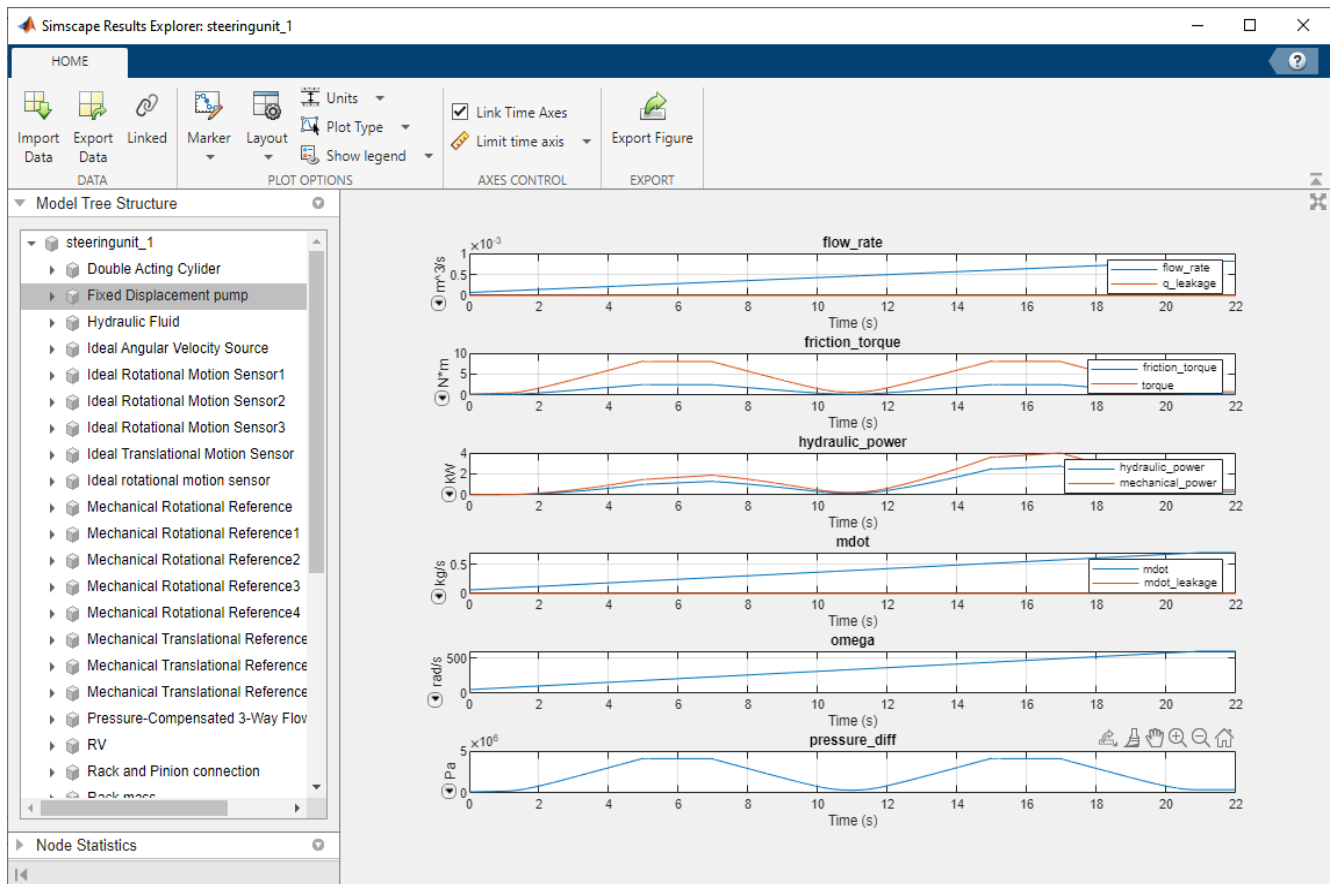 Simscape Results Explorer: steeringunit_1
HOME
?
Import Data
Export Data
Linked
Marker
Layout
Units
Plot Type
Show legend
Link Time Axes
Limit time axis
Export Figure
DATA
PLOT OPTIONS
AXES CONTROL
EXPORT
Model Tree Structure
steeringunit_1
Double Acting Cylider
Fixed Displacement pump
Hydraulic Fluid
Ideal Angular Velocity Source
Ideal Rotational Motion Sensor1
Ideal Rotational Motion Sensor2
Ideal Rotational Motion Sensor3
Ideal Translational Motion Sensor
Ideal rotational motion sensor
Mechanical Rotational Reference
Mechanical Rotational Reference1
Mechanical Rotational Reference2
Mechanical Rotational Reference3
Mechanical Rotational Reference4
Mechanical Translational Reference
Mechanical Translational Reference
Mechanical Translational Reference
Pressure-Compensated 3-Way Flow
RV
Rack and Pinion connection
Rack mass
Node Statistics
×10^-3
flow_rate
m^3/s
1
0.5
0
flow_rate
q_leakage
0 2 4 6 8 10 12 14 16 18 20 22
Time (s)
friction_torque
N*m
10
5
0
friction_torque
torque
0 2 4 6 8 10 12 14 16 18 20 22
Time (s)
hydraulic_power
kW
4
2
0
hydraulic_power
mechanical_power
0 2 4 6 8 10 12 14 16 18 20 22
Time (s)
mdot
kg/s
0.5
0
mdot
mdot_leakage
0 2 4 6 8 10 12 14 16 18 20 22
Time (s)
omega
rad/s
500
0
0 2 4 6 8 10 12 14 16 18 20 22
Time (s)
×10^6
pressure_diff
Pa
5
0
0 2 4 6 8 10 12 14 16 18 20 22
Time (s)